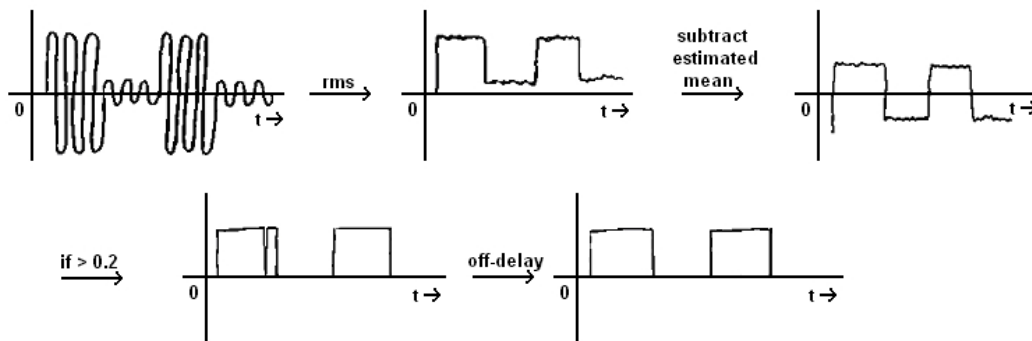 0
t →
rms
0
t →
subtract
estimated
mean
0
t →
if > 0.2
0
t →
off-delay
0
t →